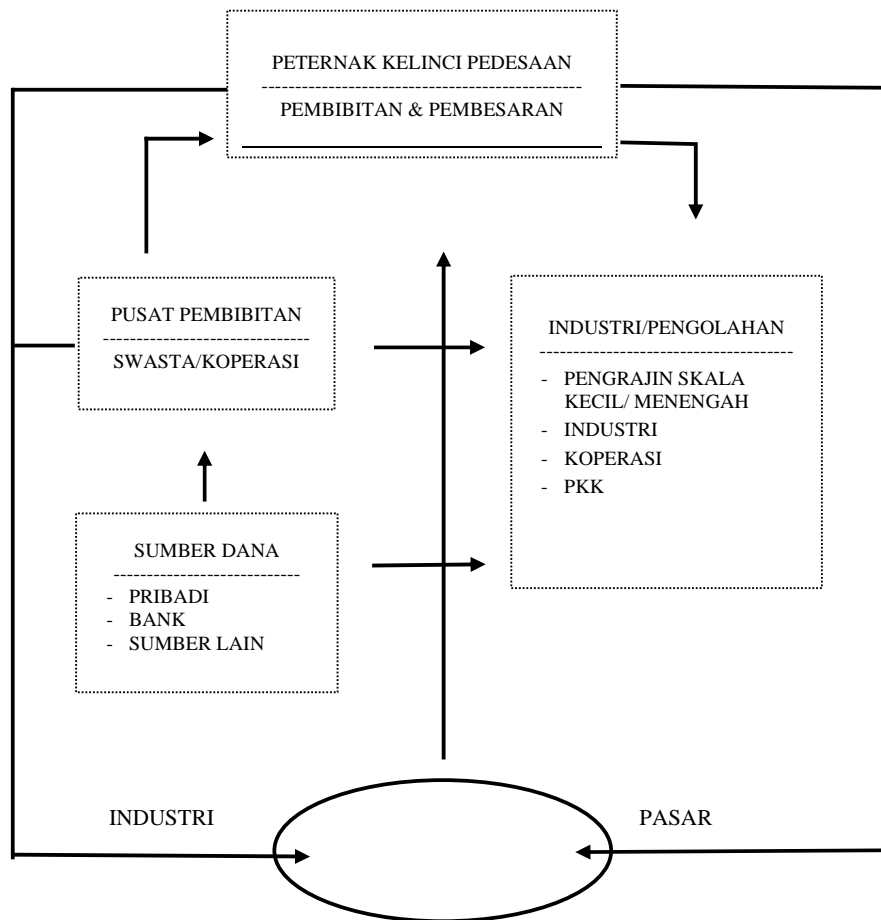 PETERNAK KELINCI PEDESAAN
PEMBIBITAN & PEMBESARAN
PUSAT PEMBIBITAN
SWASTA/KOPERASI
INDUSTRI/PENGOLAHAN
- PENGRAJIN SKALA
KECIL/ MENENGAH
- INDUSTRI
- KOPERASI
- PKK
SUMBER DANA
- PRIBADI
- BANK
- SUMBER LAIN
INDUSTRI
PASAR